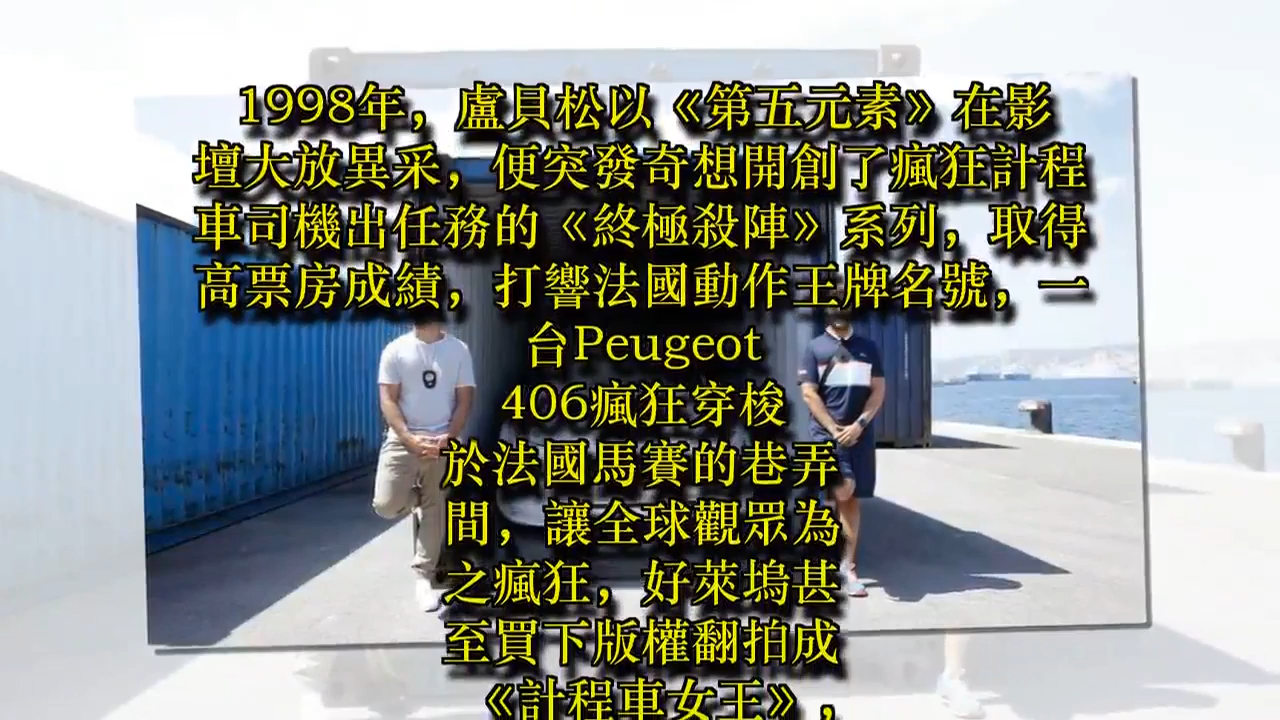 1998年，盧貝松以《第五元素》在影
壇大放異采，便突發奇想開創了瘋狂計程
車司機出任務的《終極殺陣》系列，取得
高票房成績，打響法國動作王牌名號，一
台Peugeot
406瘋狂穿梭
於法國馬賽的巷弄
間，讓全球觀眾為
之瘋狂，好萊塢甚
至買下版權翻拍成
《計程車女王》，